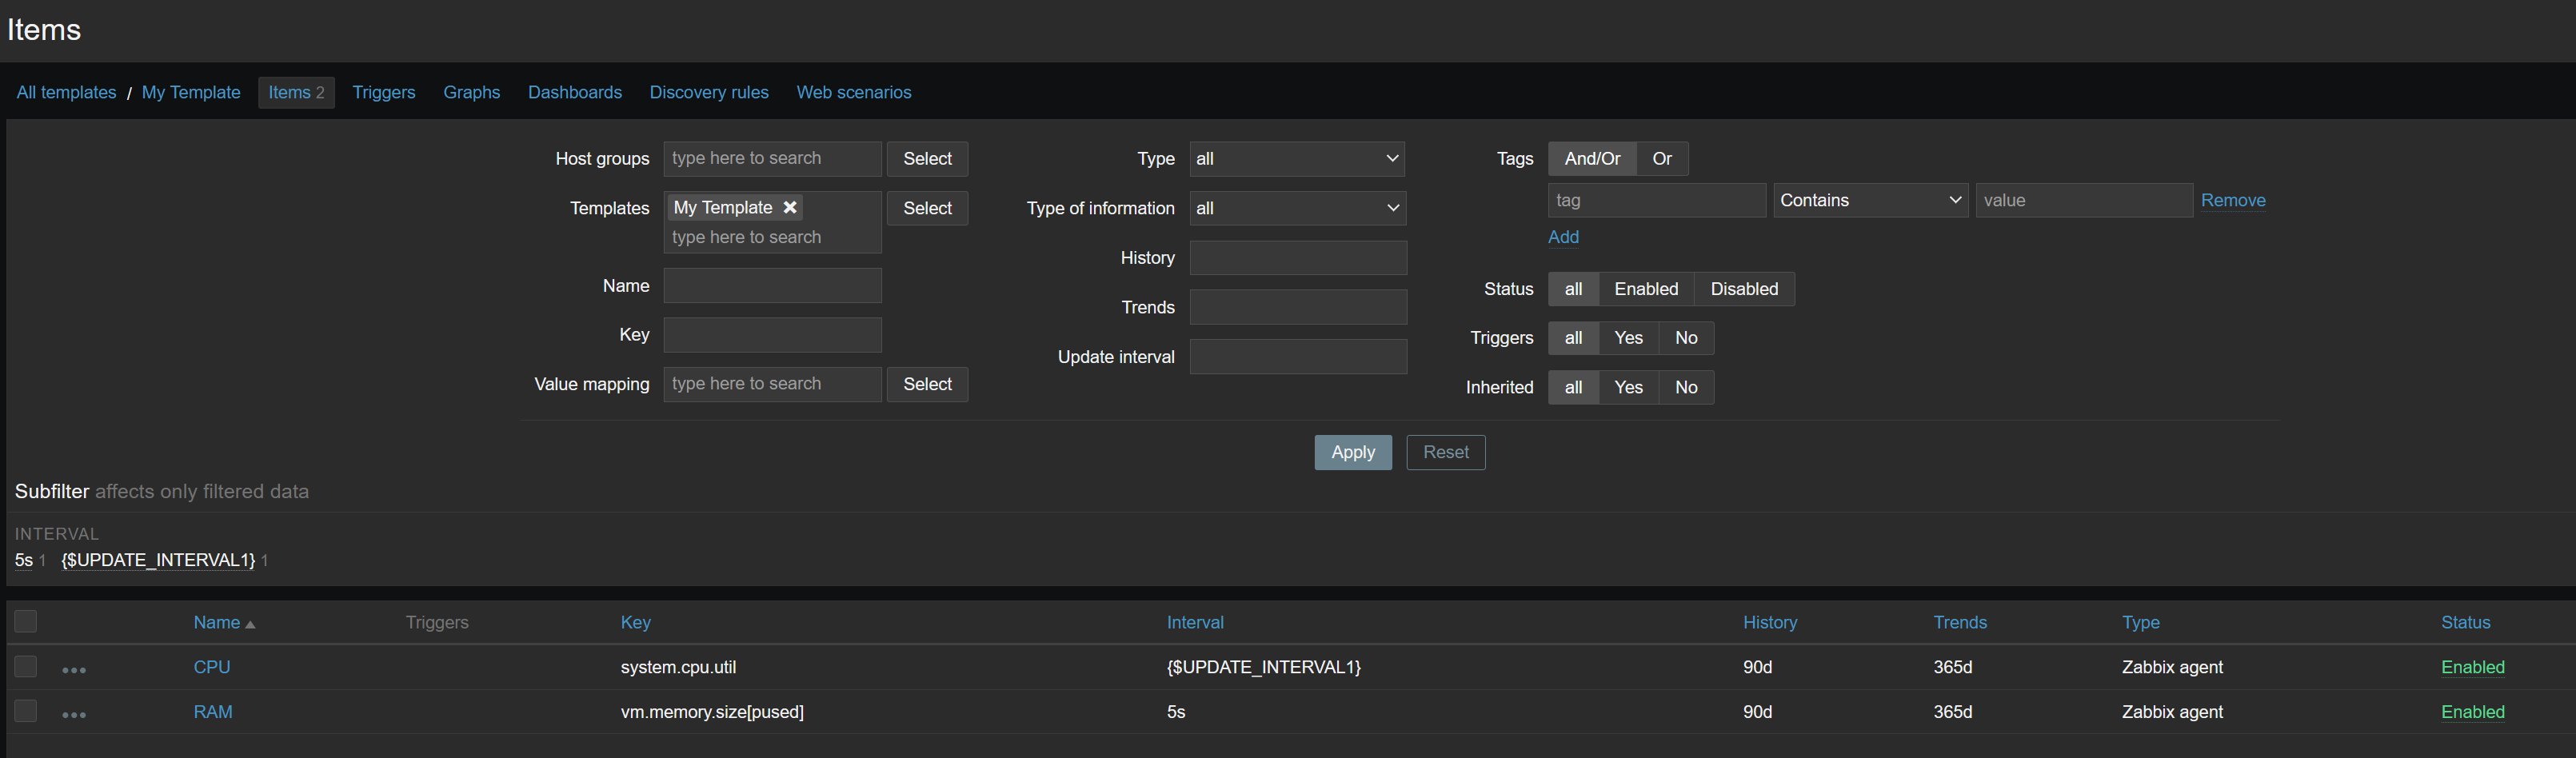 Items
All templates / My Template Items 2 Triggers Graphs Dashboards Discovery rules Web scenarios
Host groups type here to search Select Type all Tags And/Or Or
tag Contains value Remove
Templates My Template type here to search Select Type of information all
Add
History
Name Status all Enabled Disabled
Trends
Key Triggers all Yes No
Update interval
Value mapping type here to search Select Inherited all Yes No
Apply Reset
Subfilter affects only filtered data
INTERVAL
5s 1 {$UPDATE_INTERVAL1} 1
Name Triggers Key Interval History Trends Type Status
CPU system.cpu.util {$UPDATE_INTERVAL1} 90d 365d Zabbix agent Enabled
RAM vm.memory.size[pused] 5s 90d 365d Zabbix agent Enabled